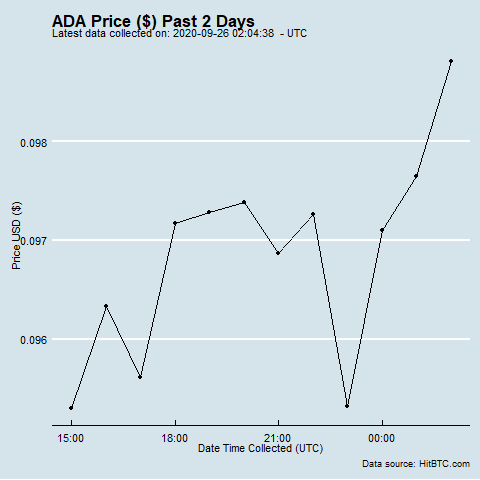 ADA Price ($) Past 2 Days
Latest data collected on: 2020-09-26 02:04:38 - UTC
0.098
0.097
0.096
Price USD ($)
15:00 18:00 21:00 00:00
Date Time Collected (UTC)
Data source: HitBTC.com